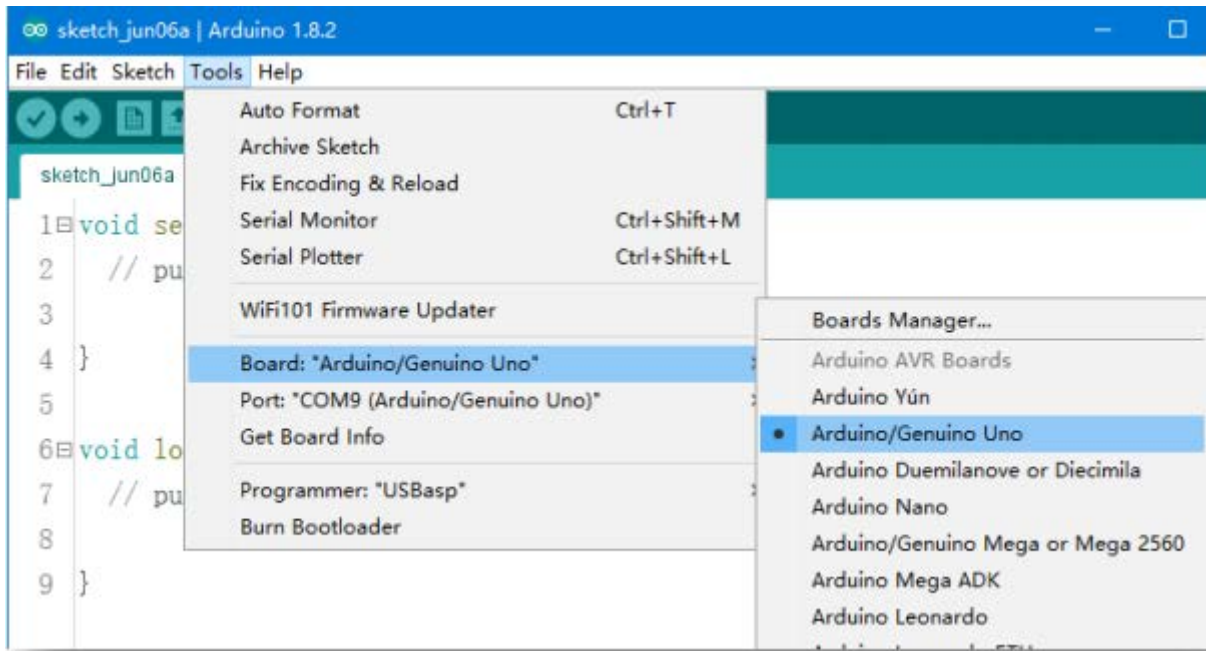 sketch_jun06a | Arduino 1.8.2
File Edit Sketch Tools Help
Auto Format Ctrl+T
Archive Sketch
sketch_jun06a
Fix Encoding & Reload
1 void se
Serial Monitor Ctrl+Shift+M
2 // pu
Serial Plotter Ctrl+Shift+L
3
WiFi101 Firmware Updater
4 }
Board: "Arduino/Genuino Uno"
5
Port: "COM9 (Arduino/Genuino Uno)"
Get Board Info
6 void lo
7 // pu
Programmer: "USBasp"
8
Burn Bootloader
9 }
Boards Manager...
Arduino AVR Boards
Arduino Yún
Arduino/Genuino Uno
Arduino Duemilanove or Diecimila
Arduino Nano
Arduino/Genuino Mega or Mega 2560
Arduino Mega ADK
Arduino Leonardo